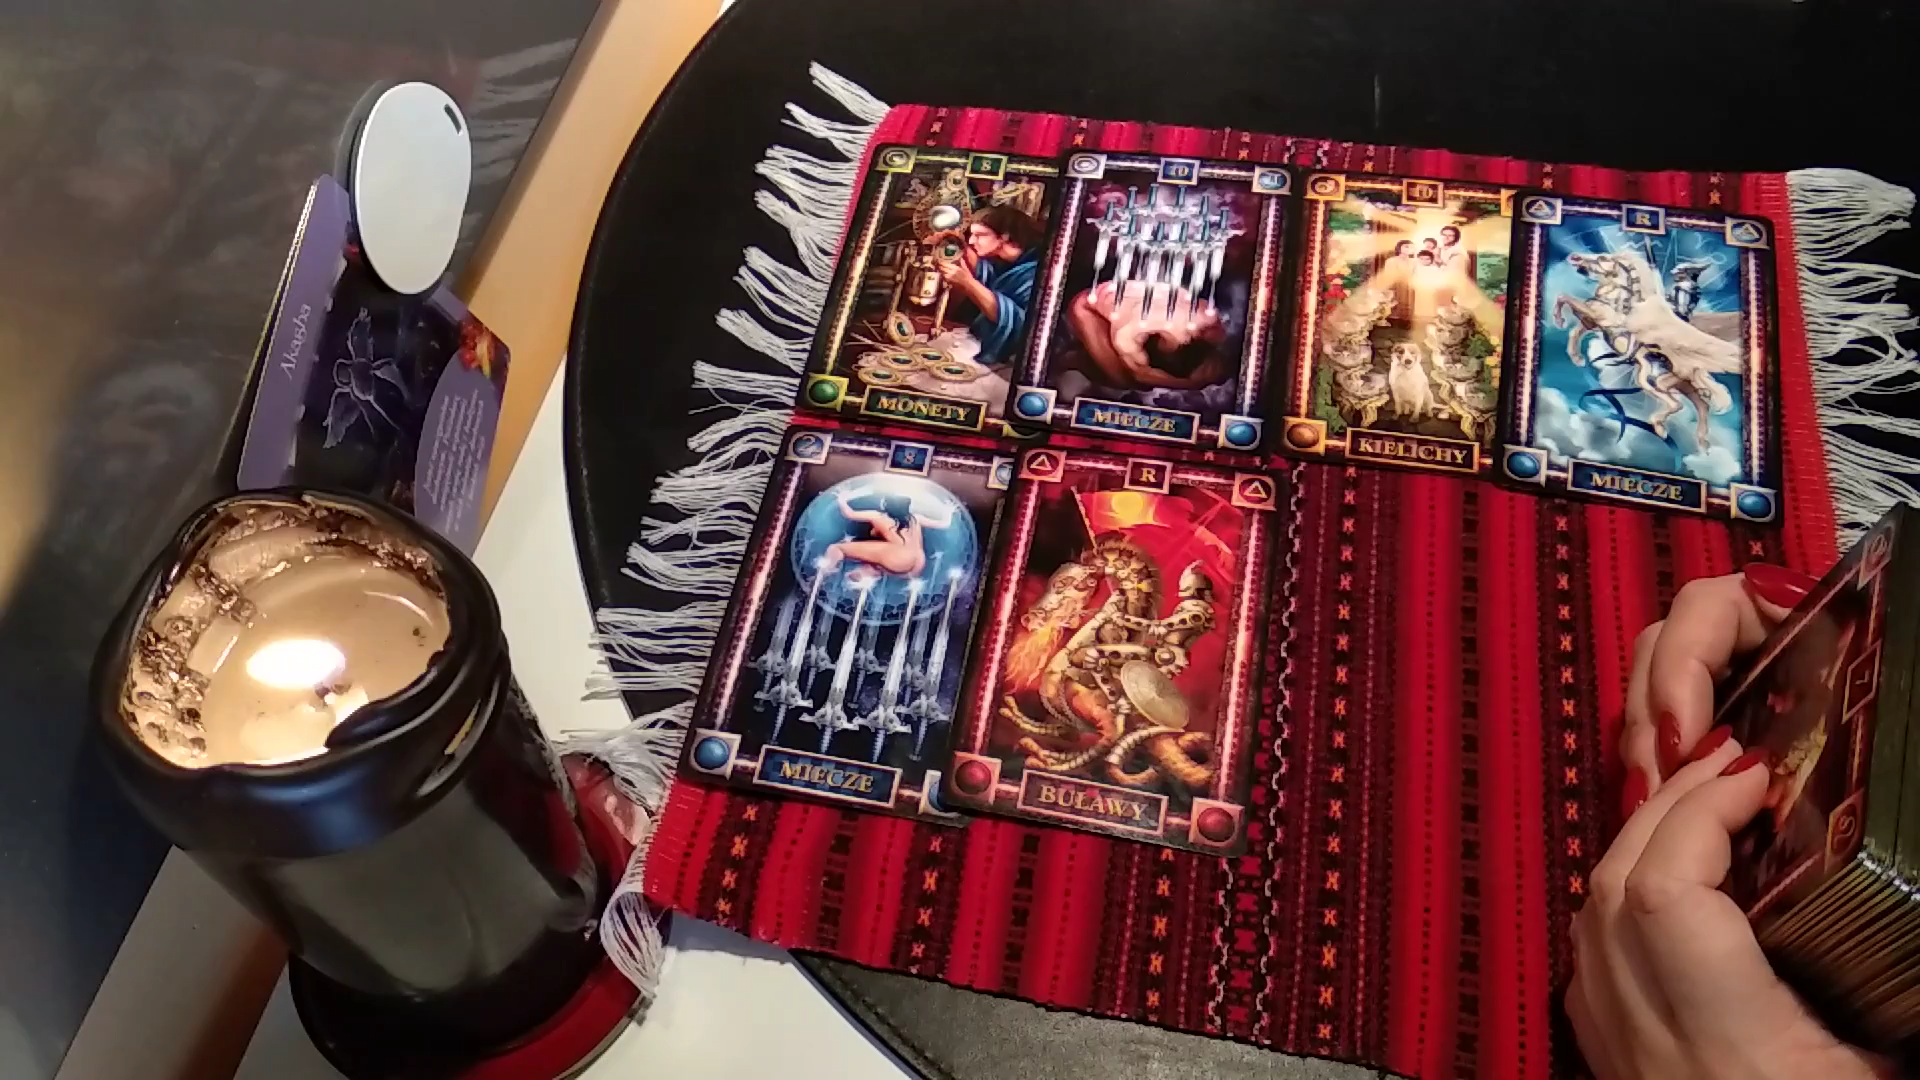 8
MONETY
10
MIECZE
10
KIELICHY
R
MIECZE
8
MIECZE
R
BUŁAWY
Akasha